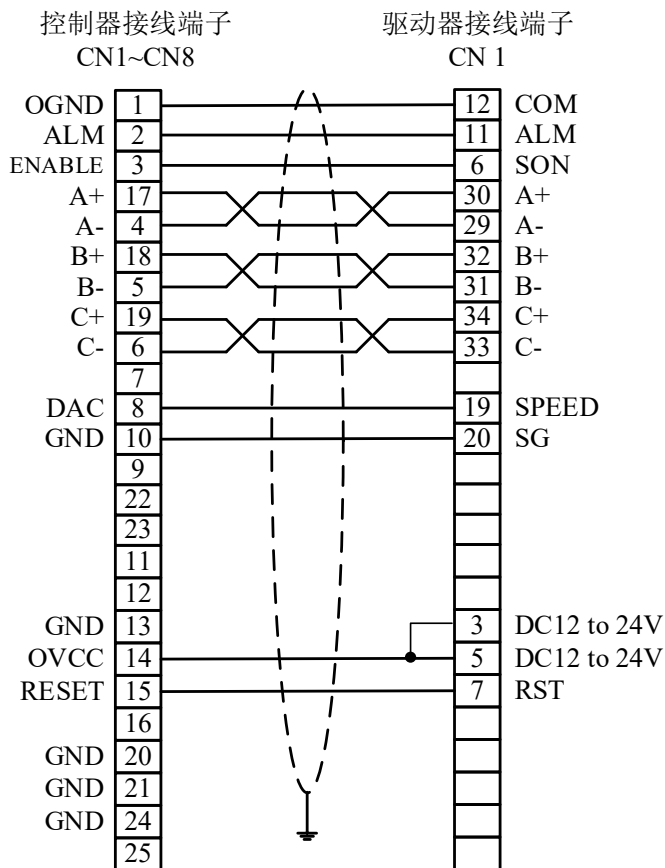 控制器接线端子 驱动器接线端子
CN1~CN8 CN 1
OGND 1 12 COM
ALM 2 11 ALM
ENABLE 3 6 SON
A+ 17 30 A+
A- 4 29 A-
B+ 18 32 B+
B- 5 31 B-
C+ 19 34 C+
C- 6 33 C-
7
DAC 8 19 SPEED
GND 10 20 SG
9
22
23
11
12
GND 13 3 DC12 to 24V
OVCC 14 5 DC12 to 24V
RESET 15 7 RST
16
GND 20
GND 21
GND 24
25